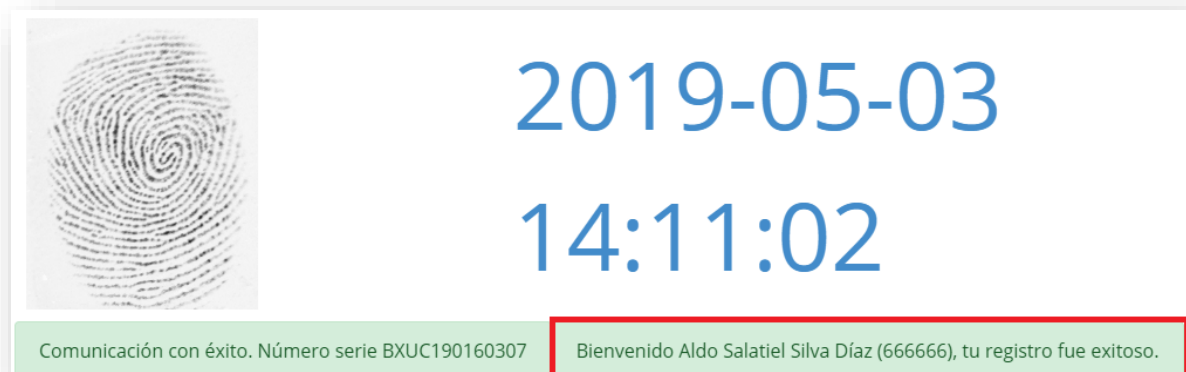 2019-05-03
14:11:02
Comunicación con éxito. Número serie BXUC190160307
Bienvenido Aldo Salatiel Silva Díaz (666666), tu registro fue exitoso.